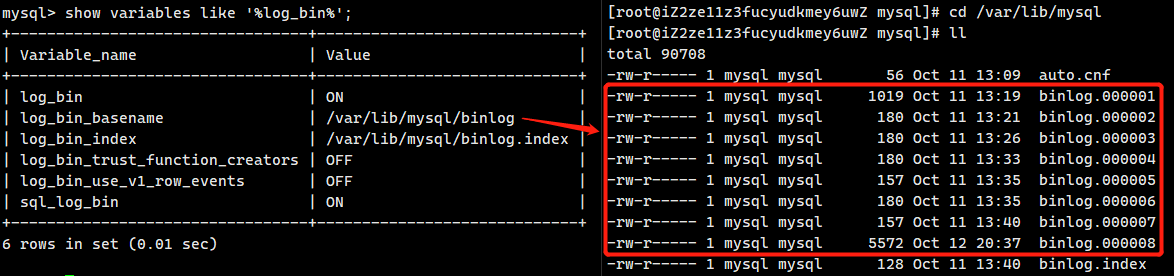 mysql> show variables like '%log_bin%';
+---------------------------------+-----------------------------+
| Variable_name                   | Value                       |
+---------------------------------+-----------------------------+
| log_bin                         | ON                          |
| log_bin_basename                | /var/lib/mysql/binlog       |
| log_bin_index                   | /var/lib/mysql/binlog.index |
| log_bin_trust_function_creators | OFF                         |
| log_bin_use_v1_row_events       | OFF                         |
| sql_log_bin                     | ON                          |
+---------------------------------+-----------------------------+
6 rows in set (0.01 sec)
[root@iZ2ze11z3fucyudkmey6uwZ mysql]# cd /var/lib/mysql
[root@iZ2ze11z3fucyudkmey6uwZ mysql]# ll
total 90708
-rw-r----- 1 mysql mysql       56 Oct 11 13:09  auto.cnf
-rw-r----- 1 mysql mysql     1019 Oct 11 13:19  binlog.000001
-rw-r----- 1 mysql mysql      180 Oct 11 13:21  binlog.000002
-rw-r----- 1 mysql mysql      180 Oct 11 13:26  binlog.000003
-rw-r----- 1 mysql mysql      180 Oct 11 13:33  binlog.000004
-rw-r----- 1 mysql mysql      157 Oct 11 13:35  binlog.000005
-rw-r----- 1 mysql mysql      180 Oct 11 13:35  binlog.000006
-rw-r----- 1 mysql mysql      157 Oct 11 13:40  binlog.000007
-rw-r----- 1 mysql mysql     5572 Oct 12 20:37  binlog.000008
-rw-r----- 1 mysql mysql      128 Oct 11 13:40  binlog.index